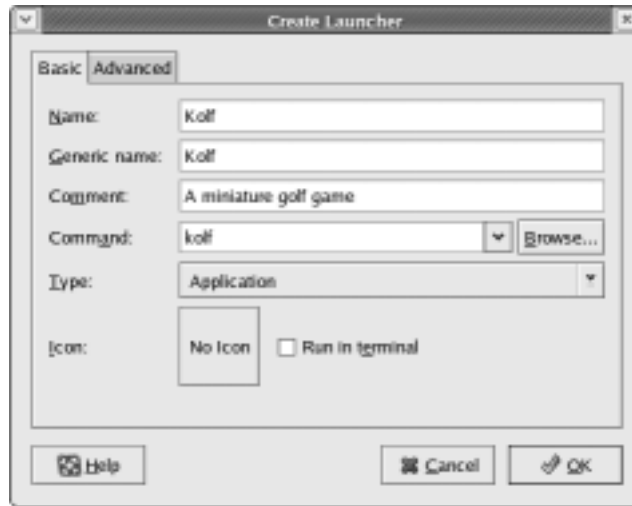 Create Launcher
Basic Advanced
Name: Kolf
Generic name: Kolf
Comment: A miniature golf game
Command: kolf Browse...
Type: Application
Icon: No Icon Run in terminal
Help Cancel OK